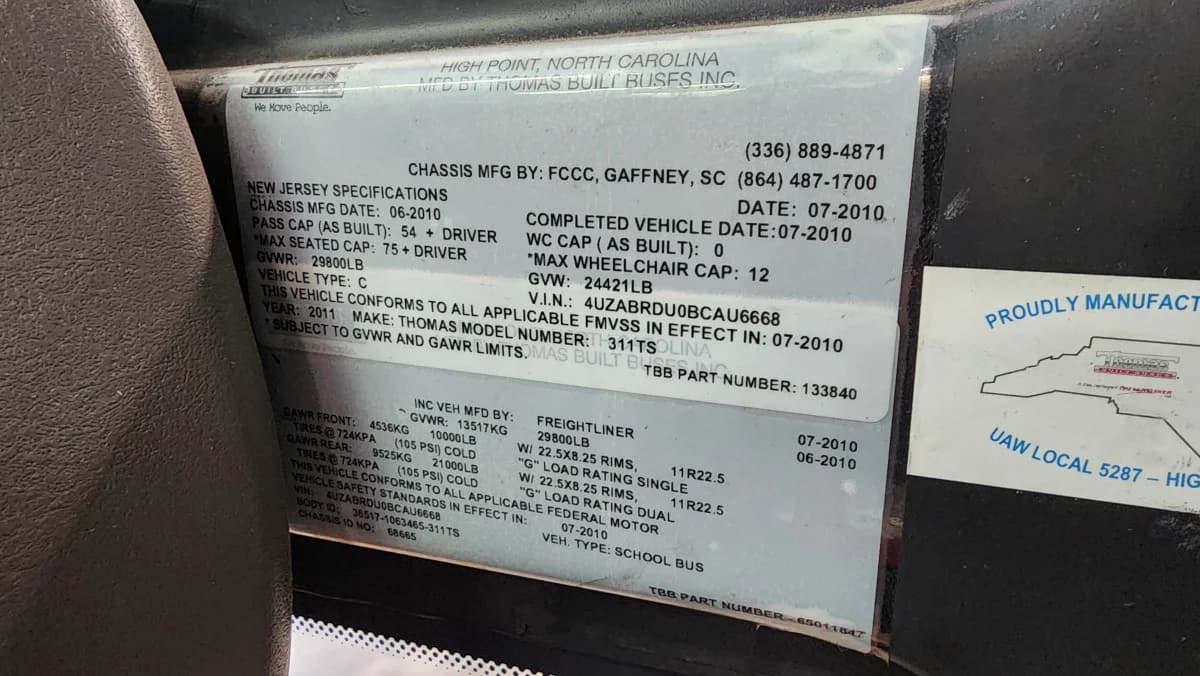 Thomas
BUILT BUSES
We Move People.
HIGH POINT, NORTH CAROLINA
MFD BY THOMAS BUILT BUSES INC.
(336) 889-4871
CHASSIS MFG BY: FCCC, GAFFNEY, SC (864) 487-1700
NEW JERSEY SPECIFICATIONS
DATE: 07-2010
CHASSIS MFG DATE: 06-2010
COMPLETED VEHICLE DATE:07-2010
PASS CAP (AS BUILT): 54 + DRIVER
WC CAP ( AS BUILT): 0
*MAX SEATED CAP: 75 + DRIVER
*MAX WHEELCHAIR CAP: 12
GVWR: 29800LB
GVW: 24421LB
VEHICLE TYPE: C
V.I.N.: 4UZABRDU0BCAU6668
THIS VEHICLE CONFORMS TO ALL APPLICABLE FMVSS IN EFFECT IN: 07-2010
YEAR: 2011 MAKE: THOMAS MODEL NUMBER: 311TS
* SUBJECT TO GVWR AND GAWR LIMITS.
TBB PART NUMBER: 133840
INC VEH MFD BY: FREIGHTLINER 07-2010
GVWR: 13517KG 29800LB 06-2010
GAWR FRONT: 4536KG 10000LB W/ 22.5X8.25 RIMS, 11R22.5
TIRES @ 724KPA (105 PSI) COLD "G" LOAD RATING SINGLE
GAWR REAR: 9525KG 21000LB W/ 22.5X8.25 RIMS, 11R22.5
TIRES @ 724KPA (105 PSI) COLD "G" LOAD RATING DUAL
THIS VEHICLE CONFORMS TO ALL APPLICABLE FEDERAL MOTOR
VEHICLE SAFETY STANDARDS IN EFFECT IN: 07-2010
VIN: 4UZABRDU0BCAU6668
VEH. TYPE: SCHOOL BUS
BODY ID: 36517-1063465-311TS
CHASSIS ID NO: 68665
TBB PART NUMBER - 65011847
PROUDLY MANUFACT
Thomas
BUILT BUSES
UAW LOCAL 5287 – HIG